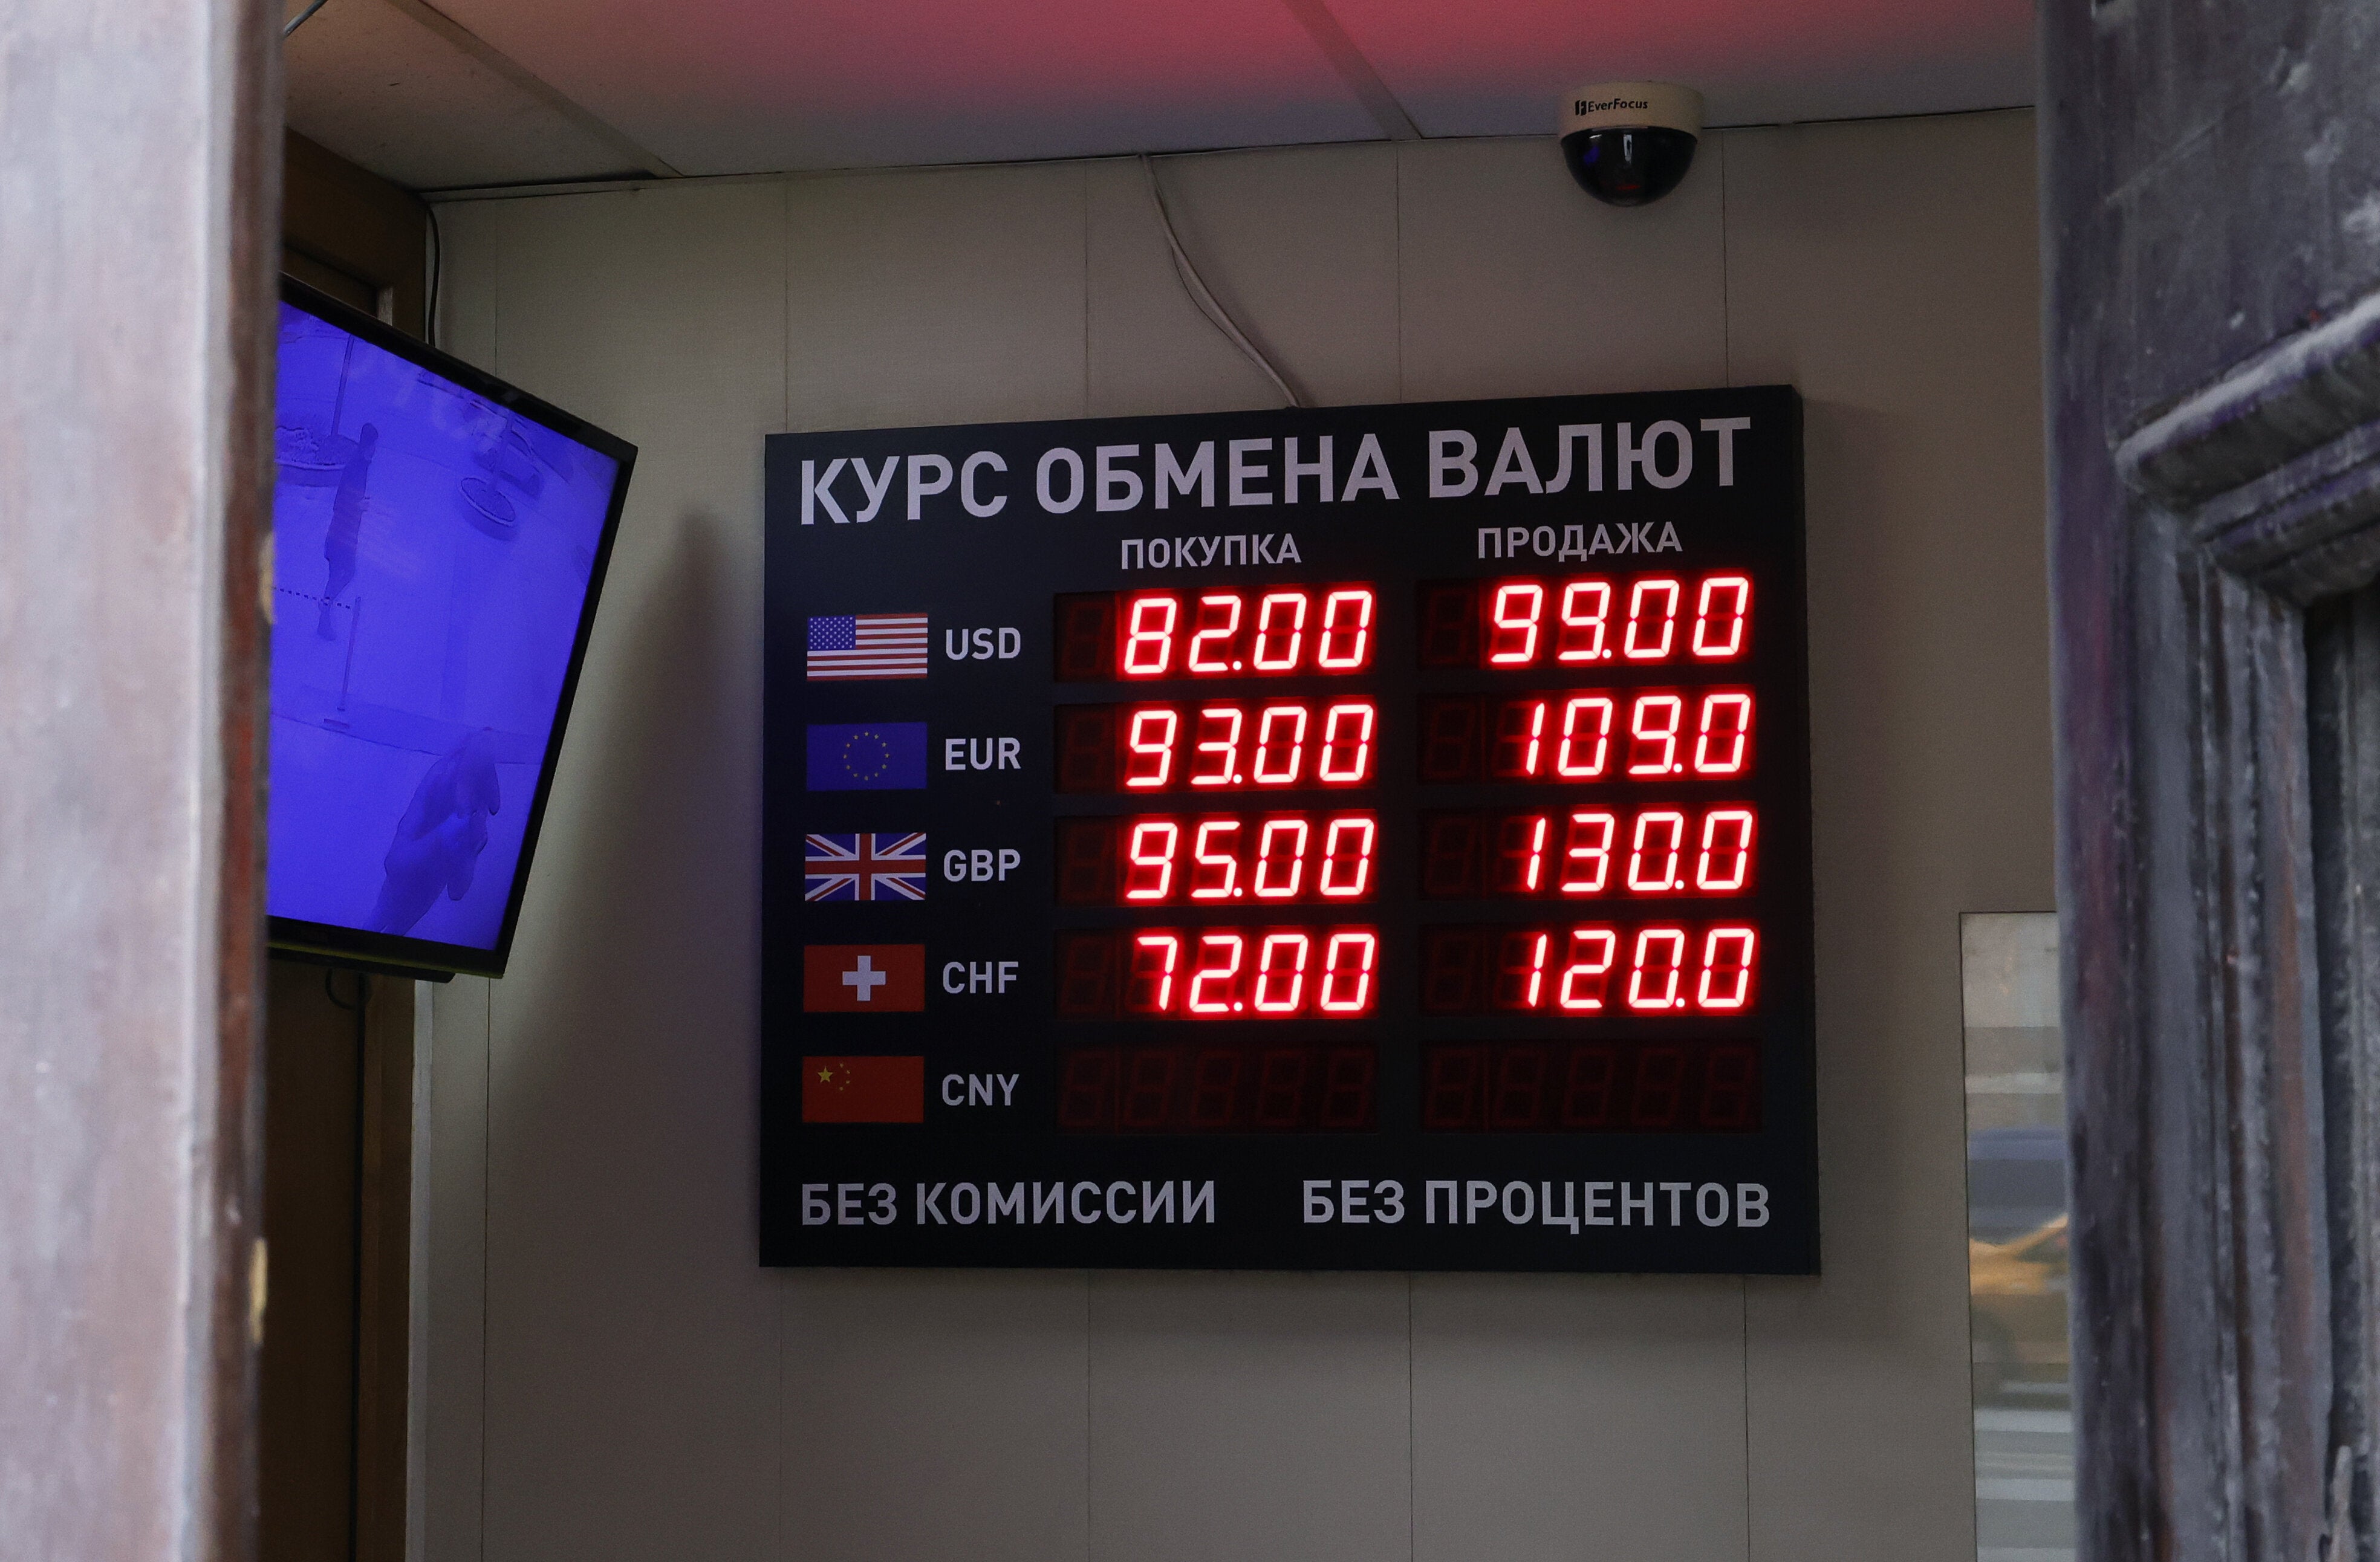 EverFocus
КУРС ОБМЕНА ВАЛЮТ
ПОКУПКА ПРОДАЖА
USD 82.00 99.00
EUR 93.00 109.0
GBP 95.00 130.0
CHF 72.00 120.0
CNY
БЕЗ КОМИССИИ БЕЗ ПРОЦЕНТОВ